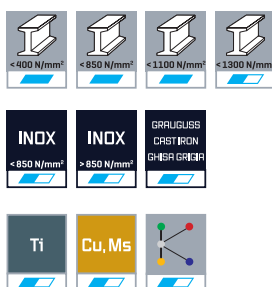 <400 N/mm² <850 N/mm² <1100 N/mm² <1300 N/mm²
INOX INOX GRAUGUSS
CAST IRON
GHISA GRIGIA
<850 N/mm² >850 N/mm²
Ti Cu, Ms